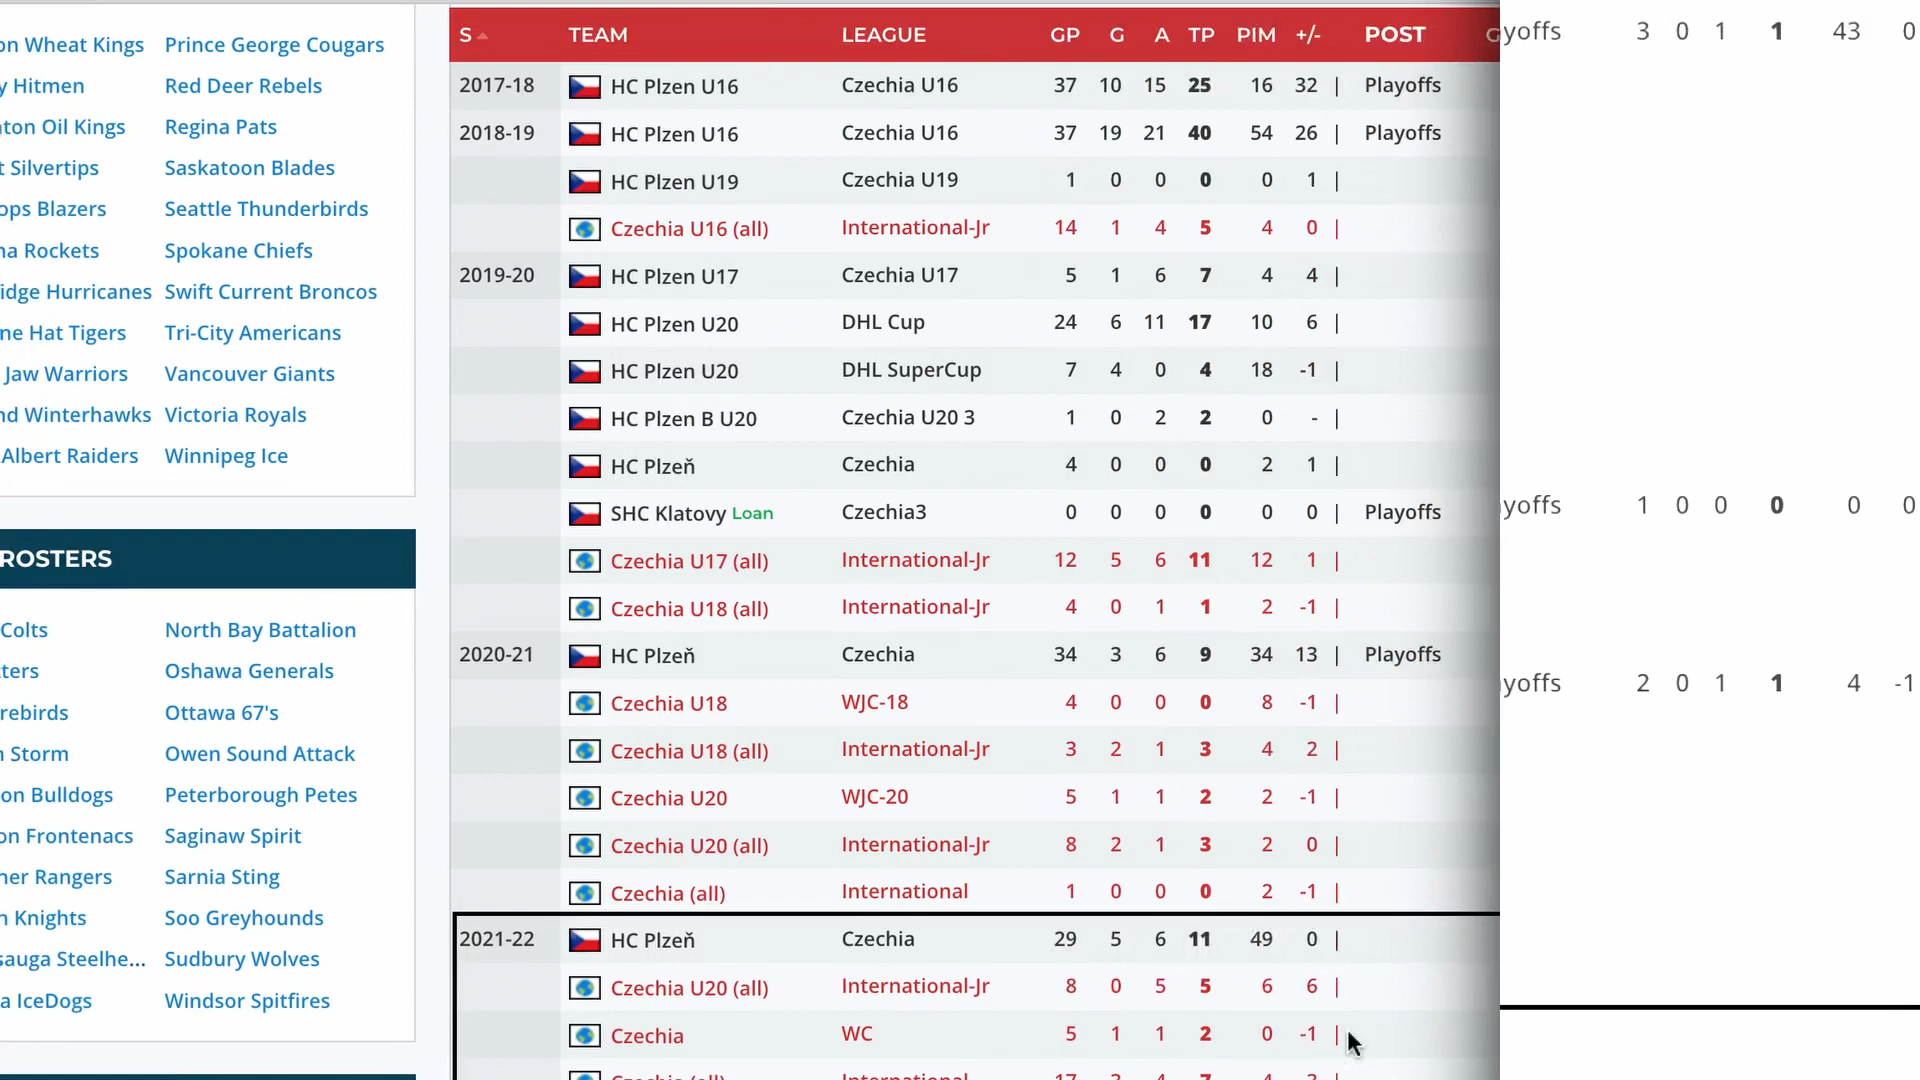 on Wheat Kings Prince George Cougars
y Hitmen Red Deer Rebels
ton Oil Kings Regina Pats
t Silvertips Saskatoon Blades
ops Blazers Seattle Thunderbirds
na Rockets Spokane Chiefs
idge Hurricanes Swift Current Broncos
ne Hat Tigers Tri-City Americans
Jaw Warriors Vancouver Giants
nd Winterhawks Victoria Royals
Albert Raiders Winnipeg Ice
ROSTERS
Colts North Bay Battalion
ters Oshawa Generals
rebirds Ottawa 67's
n Storm Owen Sound Attack
on Bulldogs Peterborough Petes
on Frontenacs Saginaw Spirit
ner Rangers Sarnia Sting
n Knights Soo Greyhounds
sauga Steelhe... Sudbury Wolves
a IceDogs Windsor Spitfires
S TEAM LEAGUE GP G A TP PIM +/- POST G
2017-18 HC Plzen U16 Czechia U16 37 10 15 25 16 32 | Playoffs
2018-19 HC Plzen U16 Czechia U16 37 19 21 40 54 26 | Playoffs
HC Plzen U19 Czechia U19 1 0 0 0 0 1 |
Czechia U16 (all) International-Jr 14 1 4 5 4 0 |
2019-20 HC Plzen U17 Czechia U17 5 1 6 7 4 4 |
HC Plzen U20 DHL Cup 24 6 11 17 10 6 |
HC Plzen U20 DHL SuperCup 7 4 0 4 18 -1 |
HC Plzen B U20 Czechia U20 3 1 0 2 2 0 - |
HC Plzeň Czechia 4 0 0 0 2 1 |
SHC Klatovy Loan Czechia3 0 0 0 0 0 0 | Playoffs
Czechia U17 (all) International-Jr 12 5 6 11 12 1 |
Czechia U18 (all) International-Jr 4 0 1 1 2 -1 |
2020-21 HC Plzeň Czechia 34 3 6 9 34 13 | Playoffs
Czechia U18 WJC-18 4 0 0 0 8 -1 |
Czechia U18 (all) International-Jr 3 2 1 3 4 2 |
Czechia U20 WJC-20 5 1 1 2 2 -1 |
Czechia U20 (all) International-Jr 8 2 1 3 2 0 |
Czechia (all) International 1 0 0 0 2 -1 |
2021-22 HC Plzeň Czechia 29 5 6 11 49 0 |
Czechia U20 (all) International-Jr 8 0 5 5 6 6 |
Czechia WC 5 1 1 2 0 -1 |
yoffs 3 0 1 1 43 0
yoffs 1 0 0 0 0 0
yoffs 2 0 1 1 4 -1